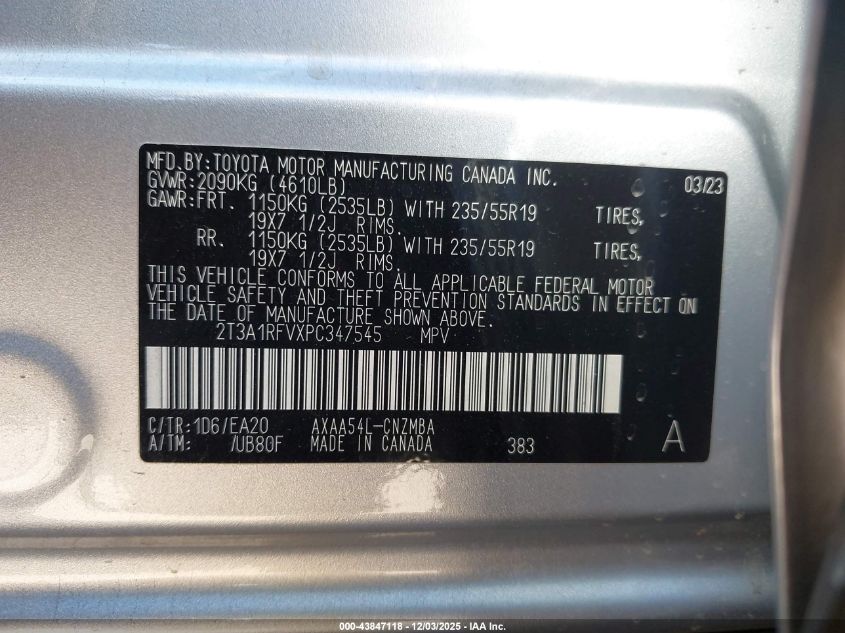 MFD.BY:TOYOTA MOTOR MANUFACTURING CANADA INC.
GVWR:2090KG (4610LB) 03/23
GAWR:FRT. 1150KG (2535LB) WITH 235/55R19 TIRES,
19X7 1/2J RIMS.
RR. 1150KG (2535LB) WITH 235/55R19 TIRES,
19X7 1/2J RIMS.
THIS VEHICLE CONFORMS TO ALL APPLICABLE FEDERAL MOTOR
VEHICLE SAFETY AND THEFT PREVENTION STANDARDS IN EFFECT ON
THE DATE OF MANUFACTURE SHOWN ABOVE.
2T3A1RFVXPC347545 MPV
C/TR:1D6/EA20 AXAA54L-CNZMBA
A/TM: /UB80F MADE IN CANADA 383 A
000-43847118 - 12/03/2025 - IAA Inc.